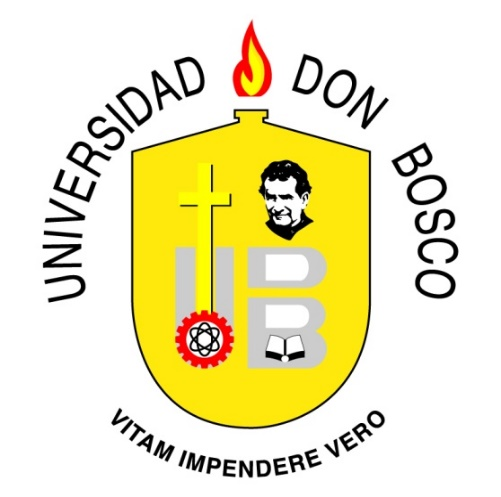 UNIVERSIDAD DON BOSCO
UDB
VITAM IMPENDERE VERO